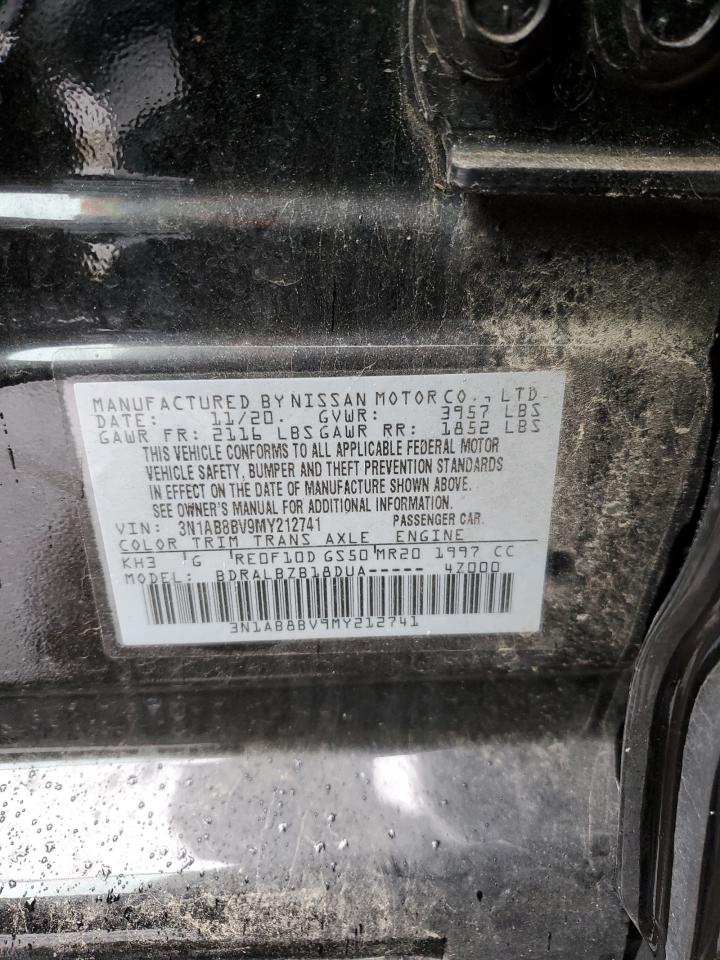 MANUFACTURED BY NISSAN MOTOR CO., LTD.
DATE: 11/20. GVWR: 3957 LBS
GAWR FR: 2116 LBS GAWR RR: 1852 LBS
THIS VEHICLE CONFORMS TO ALL APPLICABLE FEDERAL MOTOR
VEHICLE SAFETY, BUMPER AND THEFT PREVENTION STANDARDS
IN EFFECT ON THE DATE OF MANUFACTURE SHOWN ABOVE.
SEE OWNER'S MANUAL FOR ADDITIONAL INFORMATION.
VIN: 3N1AB8BV9MY212741 PASSENGER CAR.
COLOR TRIM TRANS AXLE ENGINE
KH3 G RE0F10D GS50 MR20 1997 CC
MODEL: BDRALBZB18DUA----- 4Z000
3N1AB8BV9MY212741